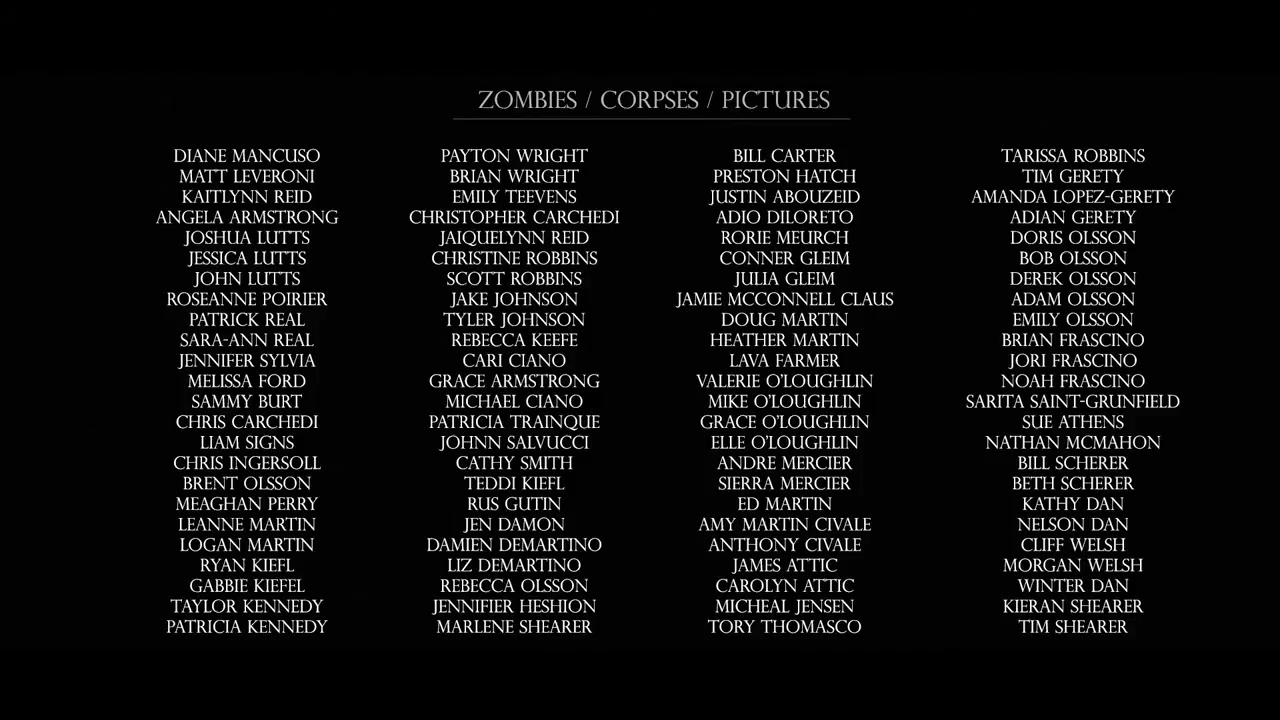 ZOMBIES / CORPSES / PICTURES
DIANE MANCUSO
MATT LEVERONI
KAITLYNN REID
ANGELA ARMSTRONG
JOSHUA LUTTS
JESSICA LUTTS
JOHN LUTTS
ROSEANNE POIRIER
PATRICK REAL
SARA-ANN REAL
JENNIFER SYLVIA
MELISSA FORD
SAMMY BURT
CHRIS CARCHEDI
LIAM SIGNS
CHRIS INGERSOLL
BRENT OLSSON
MEAGHAN PERRY
LEANNE MARTIN
LOGAN MARTIN
RYAN KIEFL
GABBIE KIEFEL
TAYLOR KENNEDY
PATRICIA KENNEDY
PAYTON WRIGHT
BRIAN WRIGHT
EMILY TEEVENS
CHRISTOPHER CARCHEDI
JAIQUELYNN REID
CHRISTINE ROBBINS
SCOTT ROBBINS
JAKE JOHNSON
TYLER JOHNSON
REBECCA KEEFE
CARI CIANO
GRACE ARMSTRONG
MICHAEL CIANO
PATRICIA TRAINQUE
JOHNN SALVUCCI
CATHY SMITH
TEDDI KIEFL
RUS GUTIN
JEN DAMON
DAMIEN DEMARTINO
LIZ DEMARTINO
REBECCA OLSSON
JENNIFIER HESHION
MARLENE SHEARER
BILL CARTER
PRESTON HATCH
JUSTIN ABOUZEID
ADIO DILORETO
RORIE MEURCH
CONNER GLEIM
JULIA GLEIM
JAMIE MCCONNELL CLAUS
DOUG MARTIN
HEATHER MARTIN
LAVA FARMER
VALERIE O'LOUGHLIN
MIKE O'LOUGHLIN
GRACE O'LOUGHLIN
ELLE O'LOUGHLIN
ANDRE MERCIER
SIERRA MERCIER
ED MARTIN
AMY MARTIN CIVALE
ANTHONY CIVALE
JAMES ATTIC
CAROLYN ATTIC
MICHEAL JENSEN
TORY THOMASCO
TARISSA ROBBINS
TIM GERETY
AMANDA LOPEZ-GERETY
ADIAN GERETY
DORIS OLSSON
BOB OLSSON
DEREK OLSSON
ADAM OLSSON
EMILY OLSSON
BRIAN FRASCINO
JORI FRASCINO
NOAH FRASCINO
SARITA SAINT-GRUNFIELD
SUE ATHENS
NATHAN MCMAHON
BILL SCHERER
BETH SCHERER
KATHY DAN
NELSON DAN
CLIFF WELSH
MORGAN WELSH
WINTER DAN
KIERAN SHEARER
TIM SHEARER